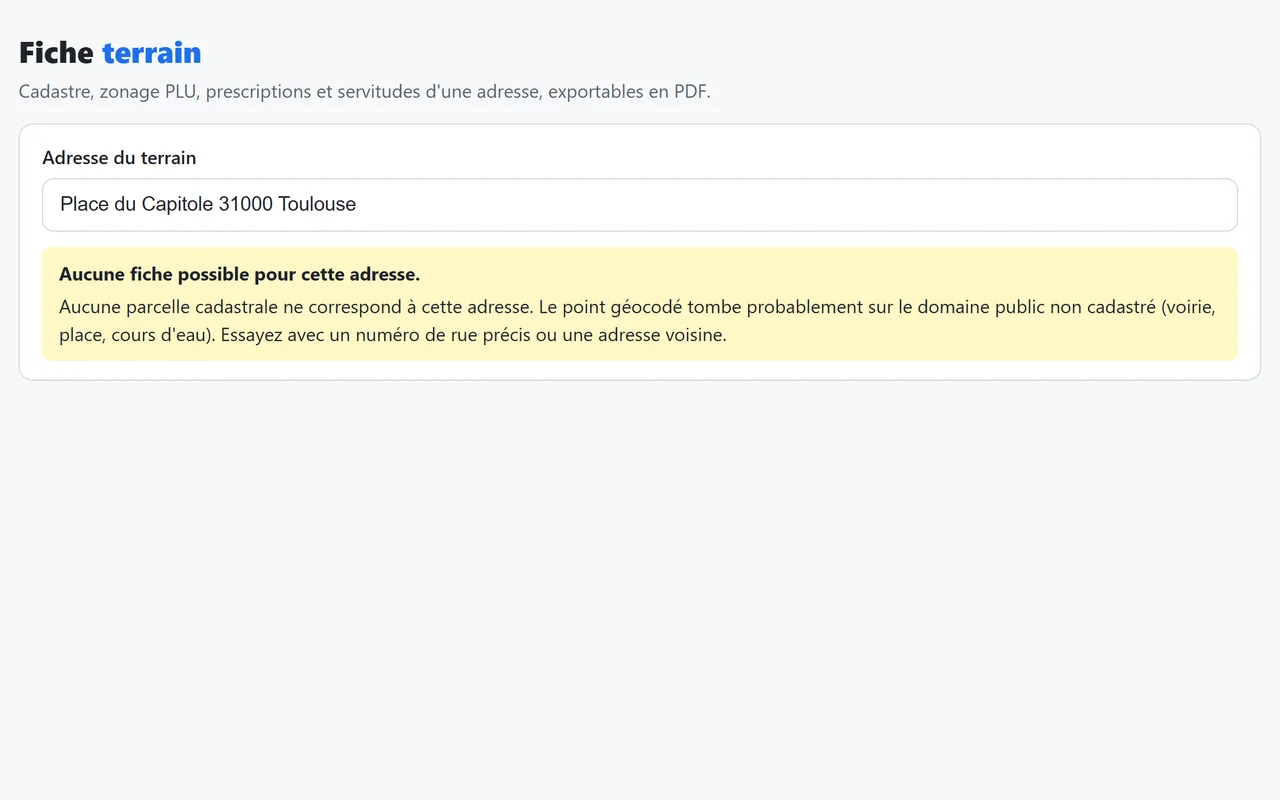 Fiche terrain
Cadastre, zonage PLU, prescriptions et servitudes d'une adresse, exportables en PDF.
Adresse du terrain
Place du Capitole 31000 Toulouse
Aucune fiche possible pour cette adresse.
Aucune parcelle cadastrale ne correspond à cette adresse. Le point géocodé tombe probablement sur le domaine public non cadastré (voirie,
place, cours d'eau). Essayez avec un numéro de rue précis ou une adresse voisine.